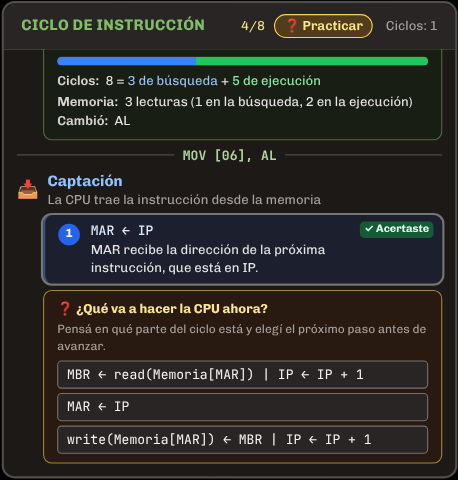 CICLO DE INSTRUCCIÓN 4/8 ❓ Practicar Ciclos: 1
Ciclos: 8 = 3 de búsqueda + 5 de ejecución
Memoria: 3 lecturas (1 en la búsqueda, 2 en la ejecución)
Cambió: AL
MOV [06], AL
Captación
La CPU trae la instrucción desde la memoria
1 MAR ← IP ✓ Acertaste
MAR recibe la dirección de la próxima
instrucción, que está en IP.
❓ ¿Qué va a hacer la CPU ahora?
Pensá en qué parte del ciclo está y elegí el próximo paso antes de
avanzar.
MBR ← read(Memoria[MAR]) | IP ← IP + 1
MAR ← IP
write(Memoria[MAR]) ← MBR | IP ← IP + 1